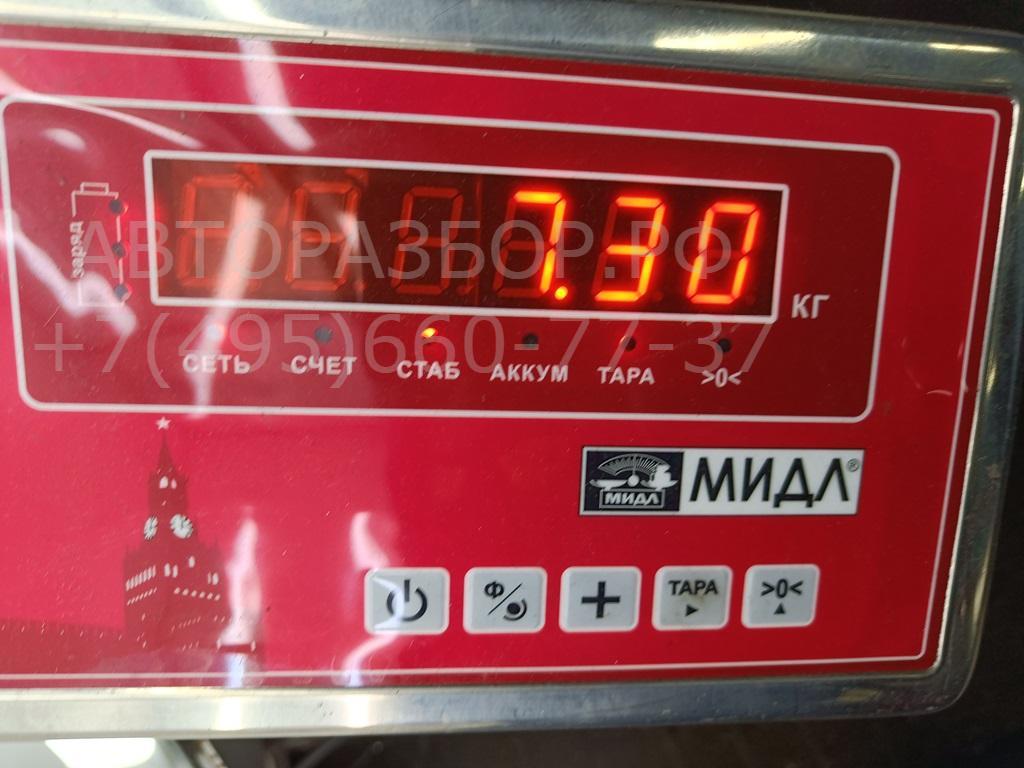 заряд
7.30
КГ
АВТОРАЗБОР.РФ
+7(495)660-77-37
СЕТЬ СЧЕТ СТАБ АККУМ ТАРА >0<
МИДЛ МИДЛ®
Ф + ТАРА >0<